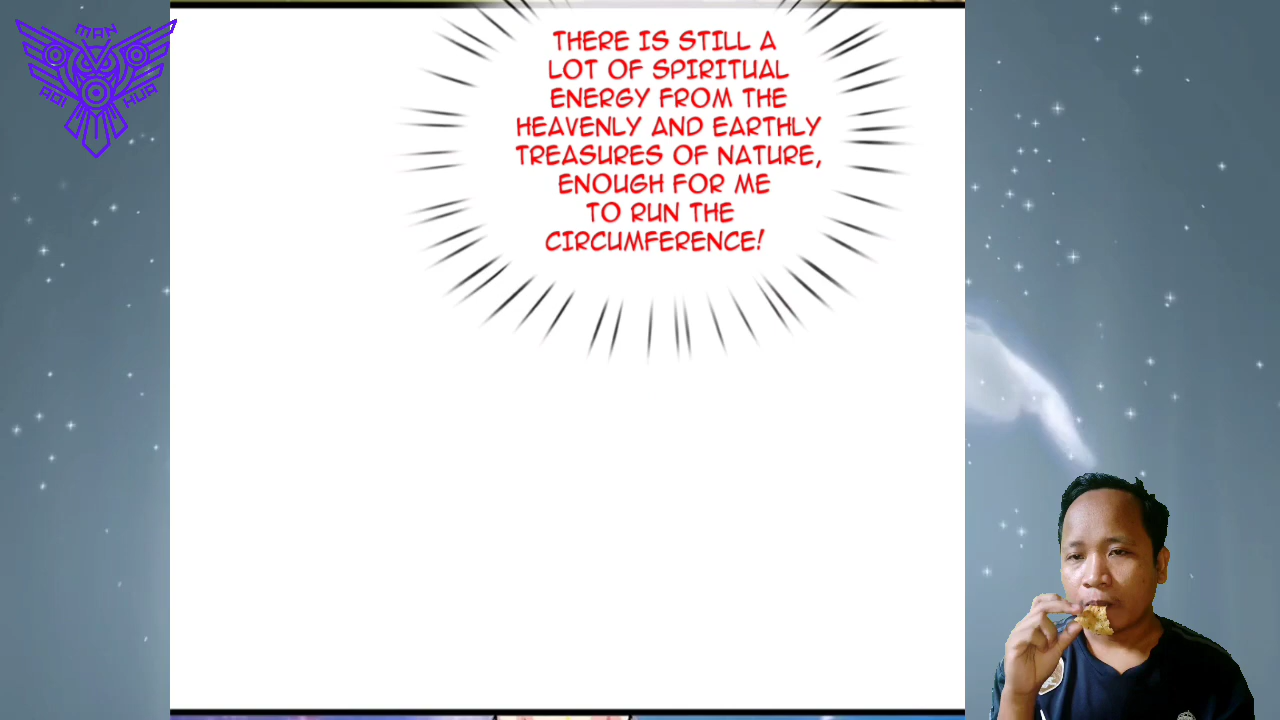 MAN
AOI HUA
THERE IS STILL A
LOT OF SPIRITUAL
ENERGY FROM THE
HEAVENLY AND EARTHLY
TREASURES OF NATURE,
ENOUGH FOR ME
TO RUN THE
CIRCUMFERENCE!